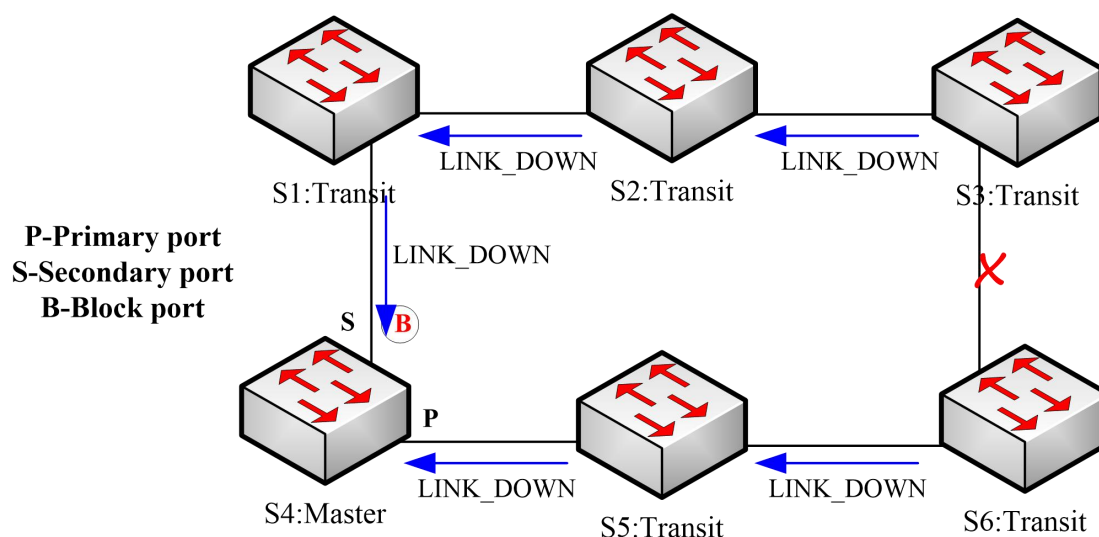 LINK_DOWN
LINK_DOWN
S1:Transit
S2:Transit
S3:Transit
P-Primary port
S-Secondary port
B-Block port
LINK_DOWN
S
B
P
LINK_DOWN
LINK_DOWN
S4:Master
S5:Transit
S6:Transit